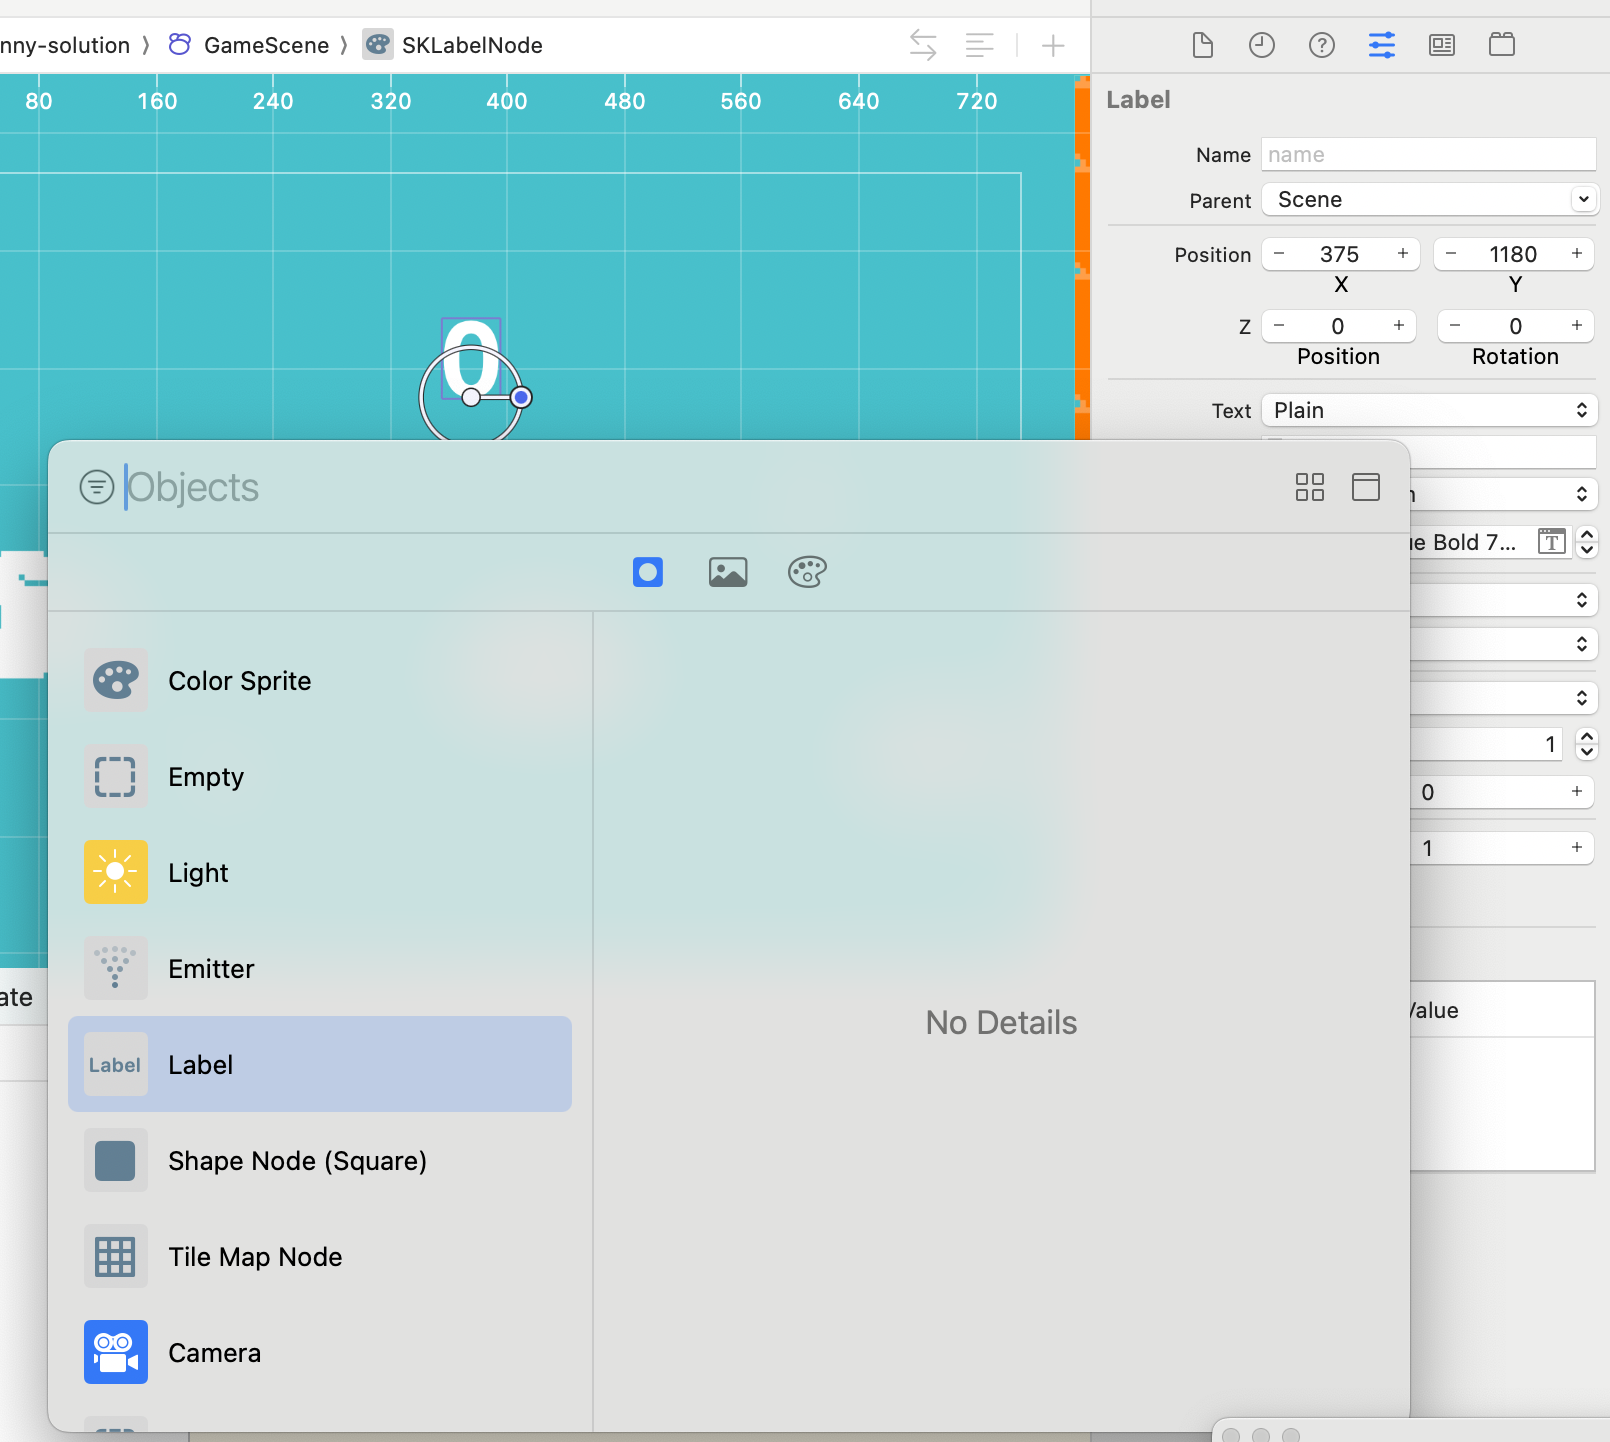 nny-solution 〉 GameScene 〉 SKLabelNode
80 160 240 320 400 480 560 640 720
0
Label
Name name
Parent Scene
Position − 375 + − 1180 +
X Y
Z − 0 + − 0 +
Position Rotation
Text Plain
ue Bold 7...
T
1
0 +
1 +
Value
ate
Objects
Color Sprite
Empty
Light
Emitter
Label Label
Shape Node (Square)
Tile Map Node
Camera
No Details